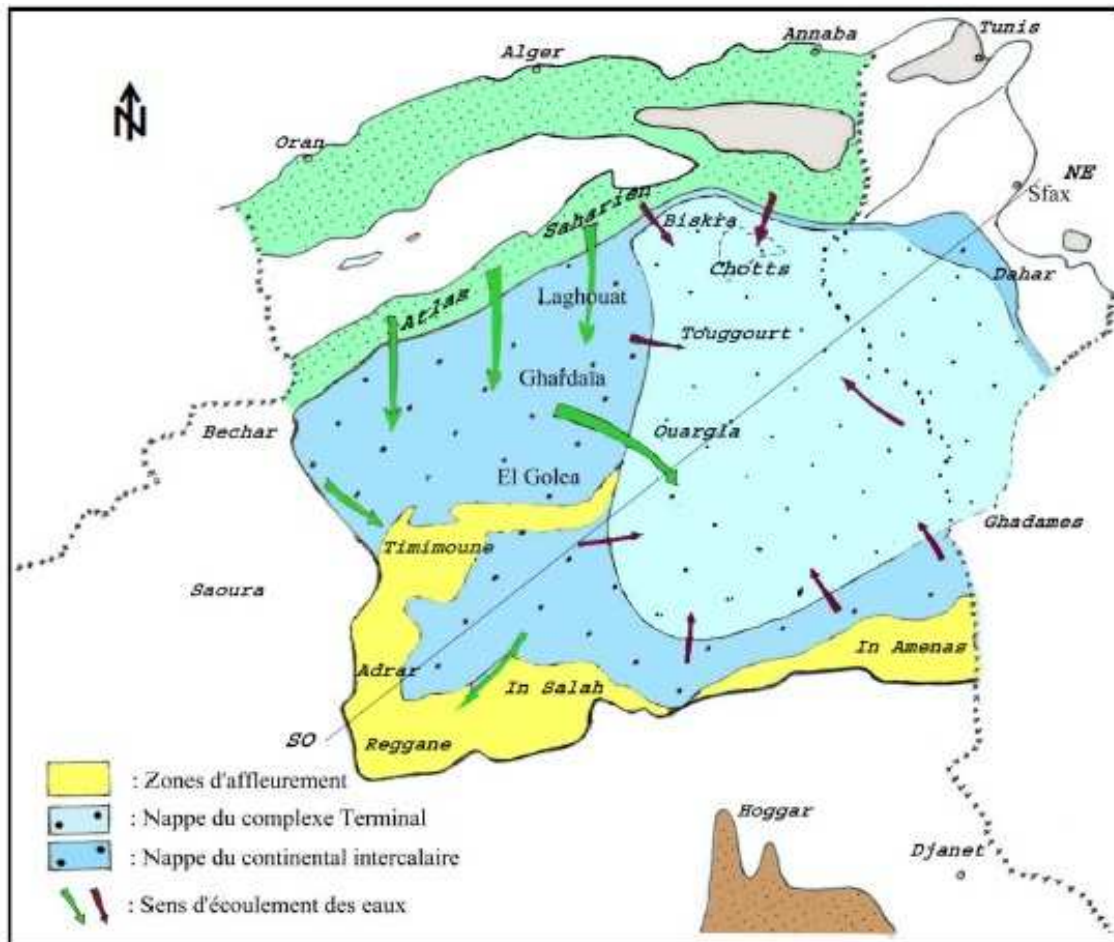 Tunis
Annaba
Alger
N
Oran
NE
Sfax
Saharien
Biskra
Chotts
Dahar
Laghouat
Atlas
Touggourt
Ghardaïa
Bechar
Ouargla
El Golea
Ghadames
Timimoune
Saoura
In Amenas
Adrar
In Salah
SO
Reggane
: Zones d'affleurement
: Nappe du complexe Terminal
: Nappe du continental intercalaire
: Sens d'écoulement des eaux
Hoggar
Djanet